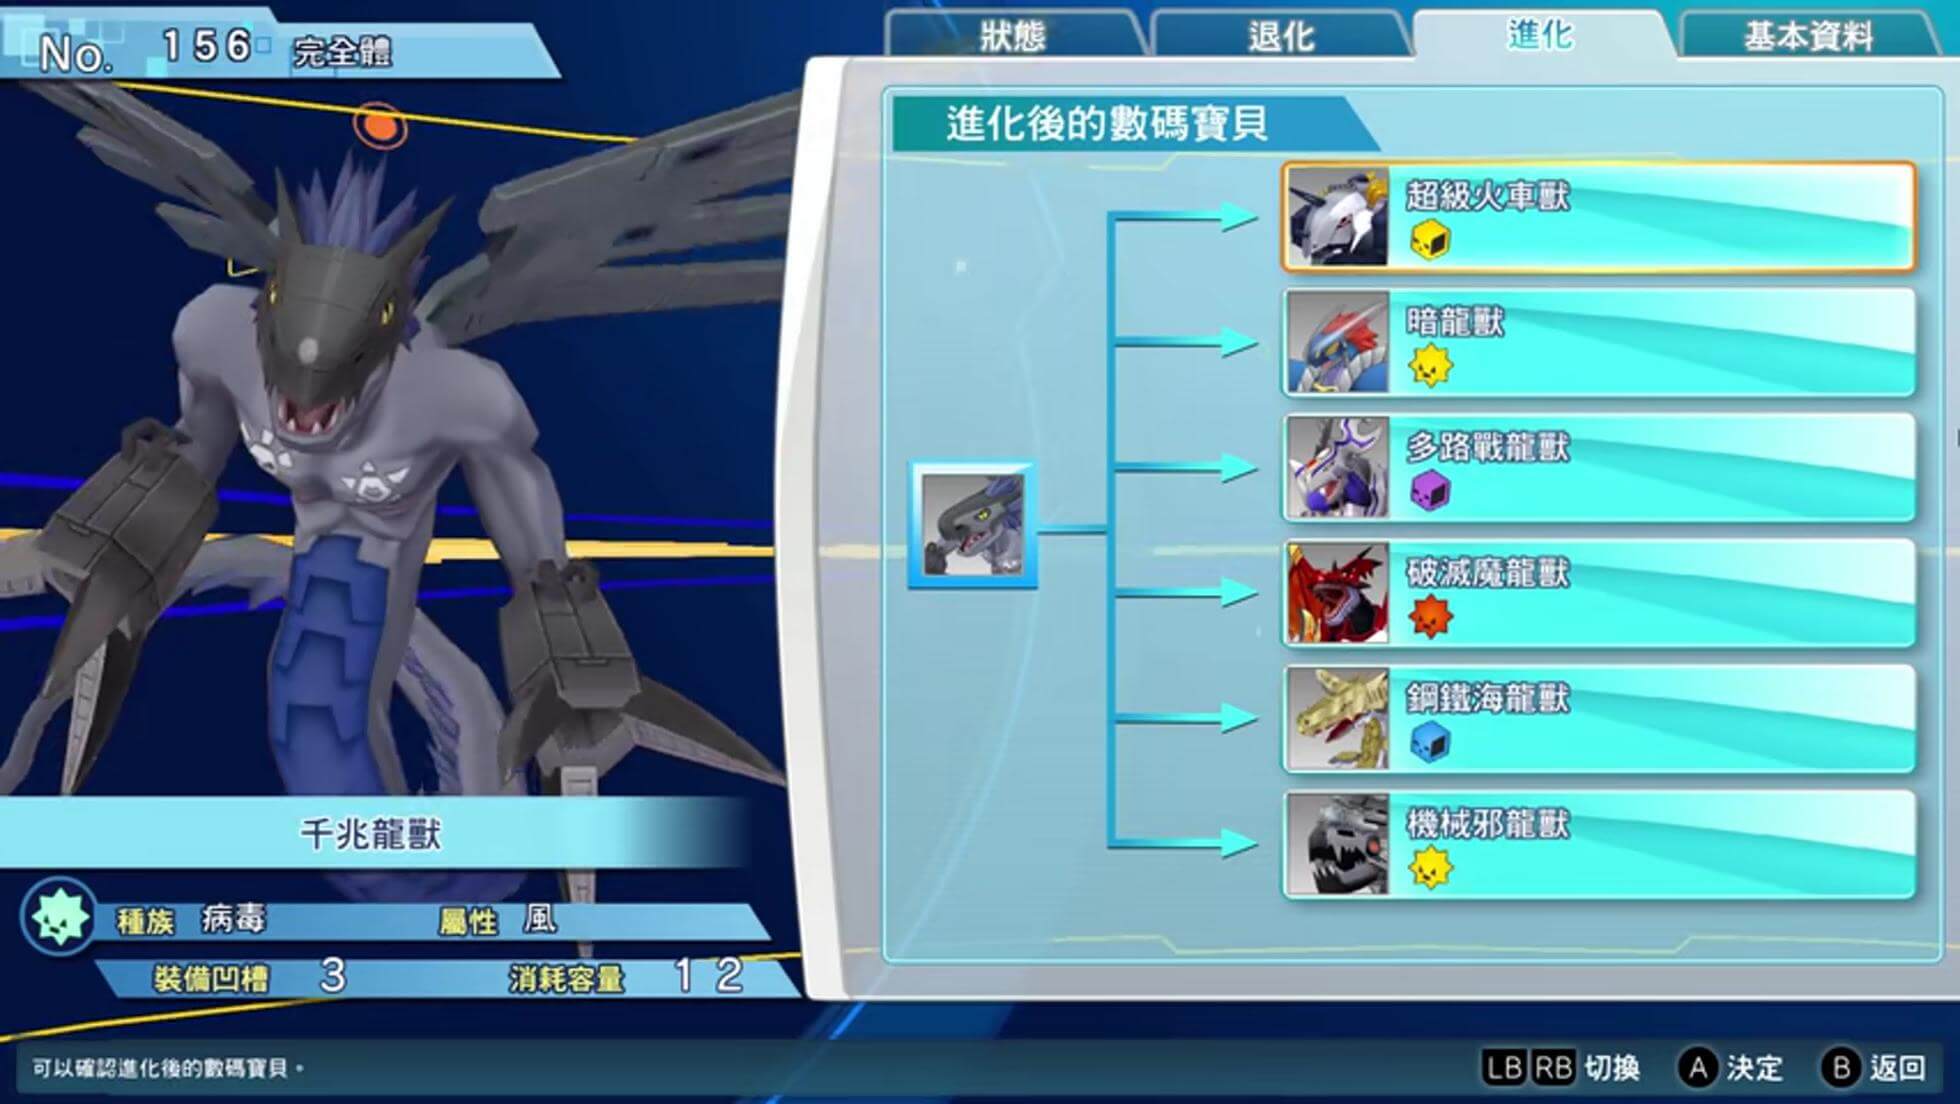 No. 156 完全體
狀態 退化 進化 基本資料
進化後的數碼寶貝
超級火車獸
暗龍獸
多路戰龍獸
破滅魔龍獸
鋼鐵海龍獸
機械邪龍獸
千兆龍獸
種族 病毒 屬性 風
裝備凹槽 3 消耗容量 12
可以確認進化後的數碼寶貝。
LB RB 切換 A 決定 B 返回